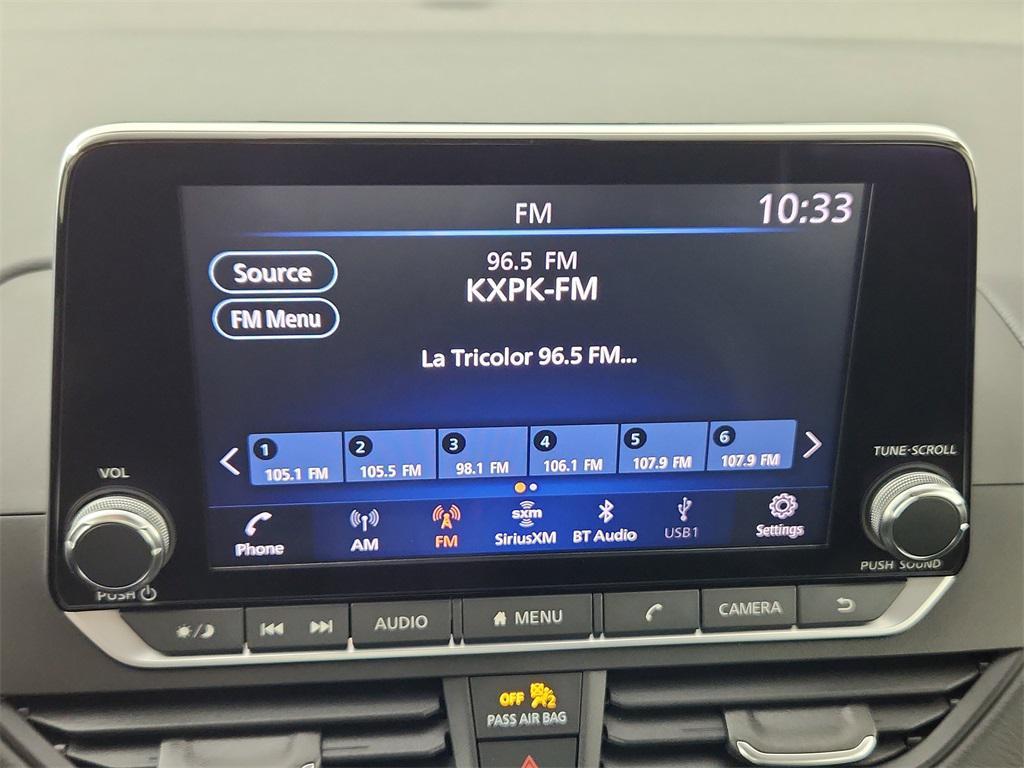 FM
10:33
Source
96.5 FM
KXPK-FM
FM Menu
La Tricolor 96.5 FM...
1
105.1 FM
2
105.5 FM
3
98.1 FM
4
106.1 FM
5
107.9 FM
6
107.9 FM
Phone
AM
FM
sxm
SiriusXM
BT Audio
USB1
Settings
VOL
PUSH
TUNE-SCROLL
PUSH SOUND
AUDIO
MENU
CAMERA
OFF 2
PASS AIR BAG